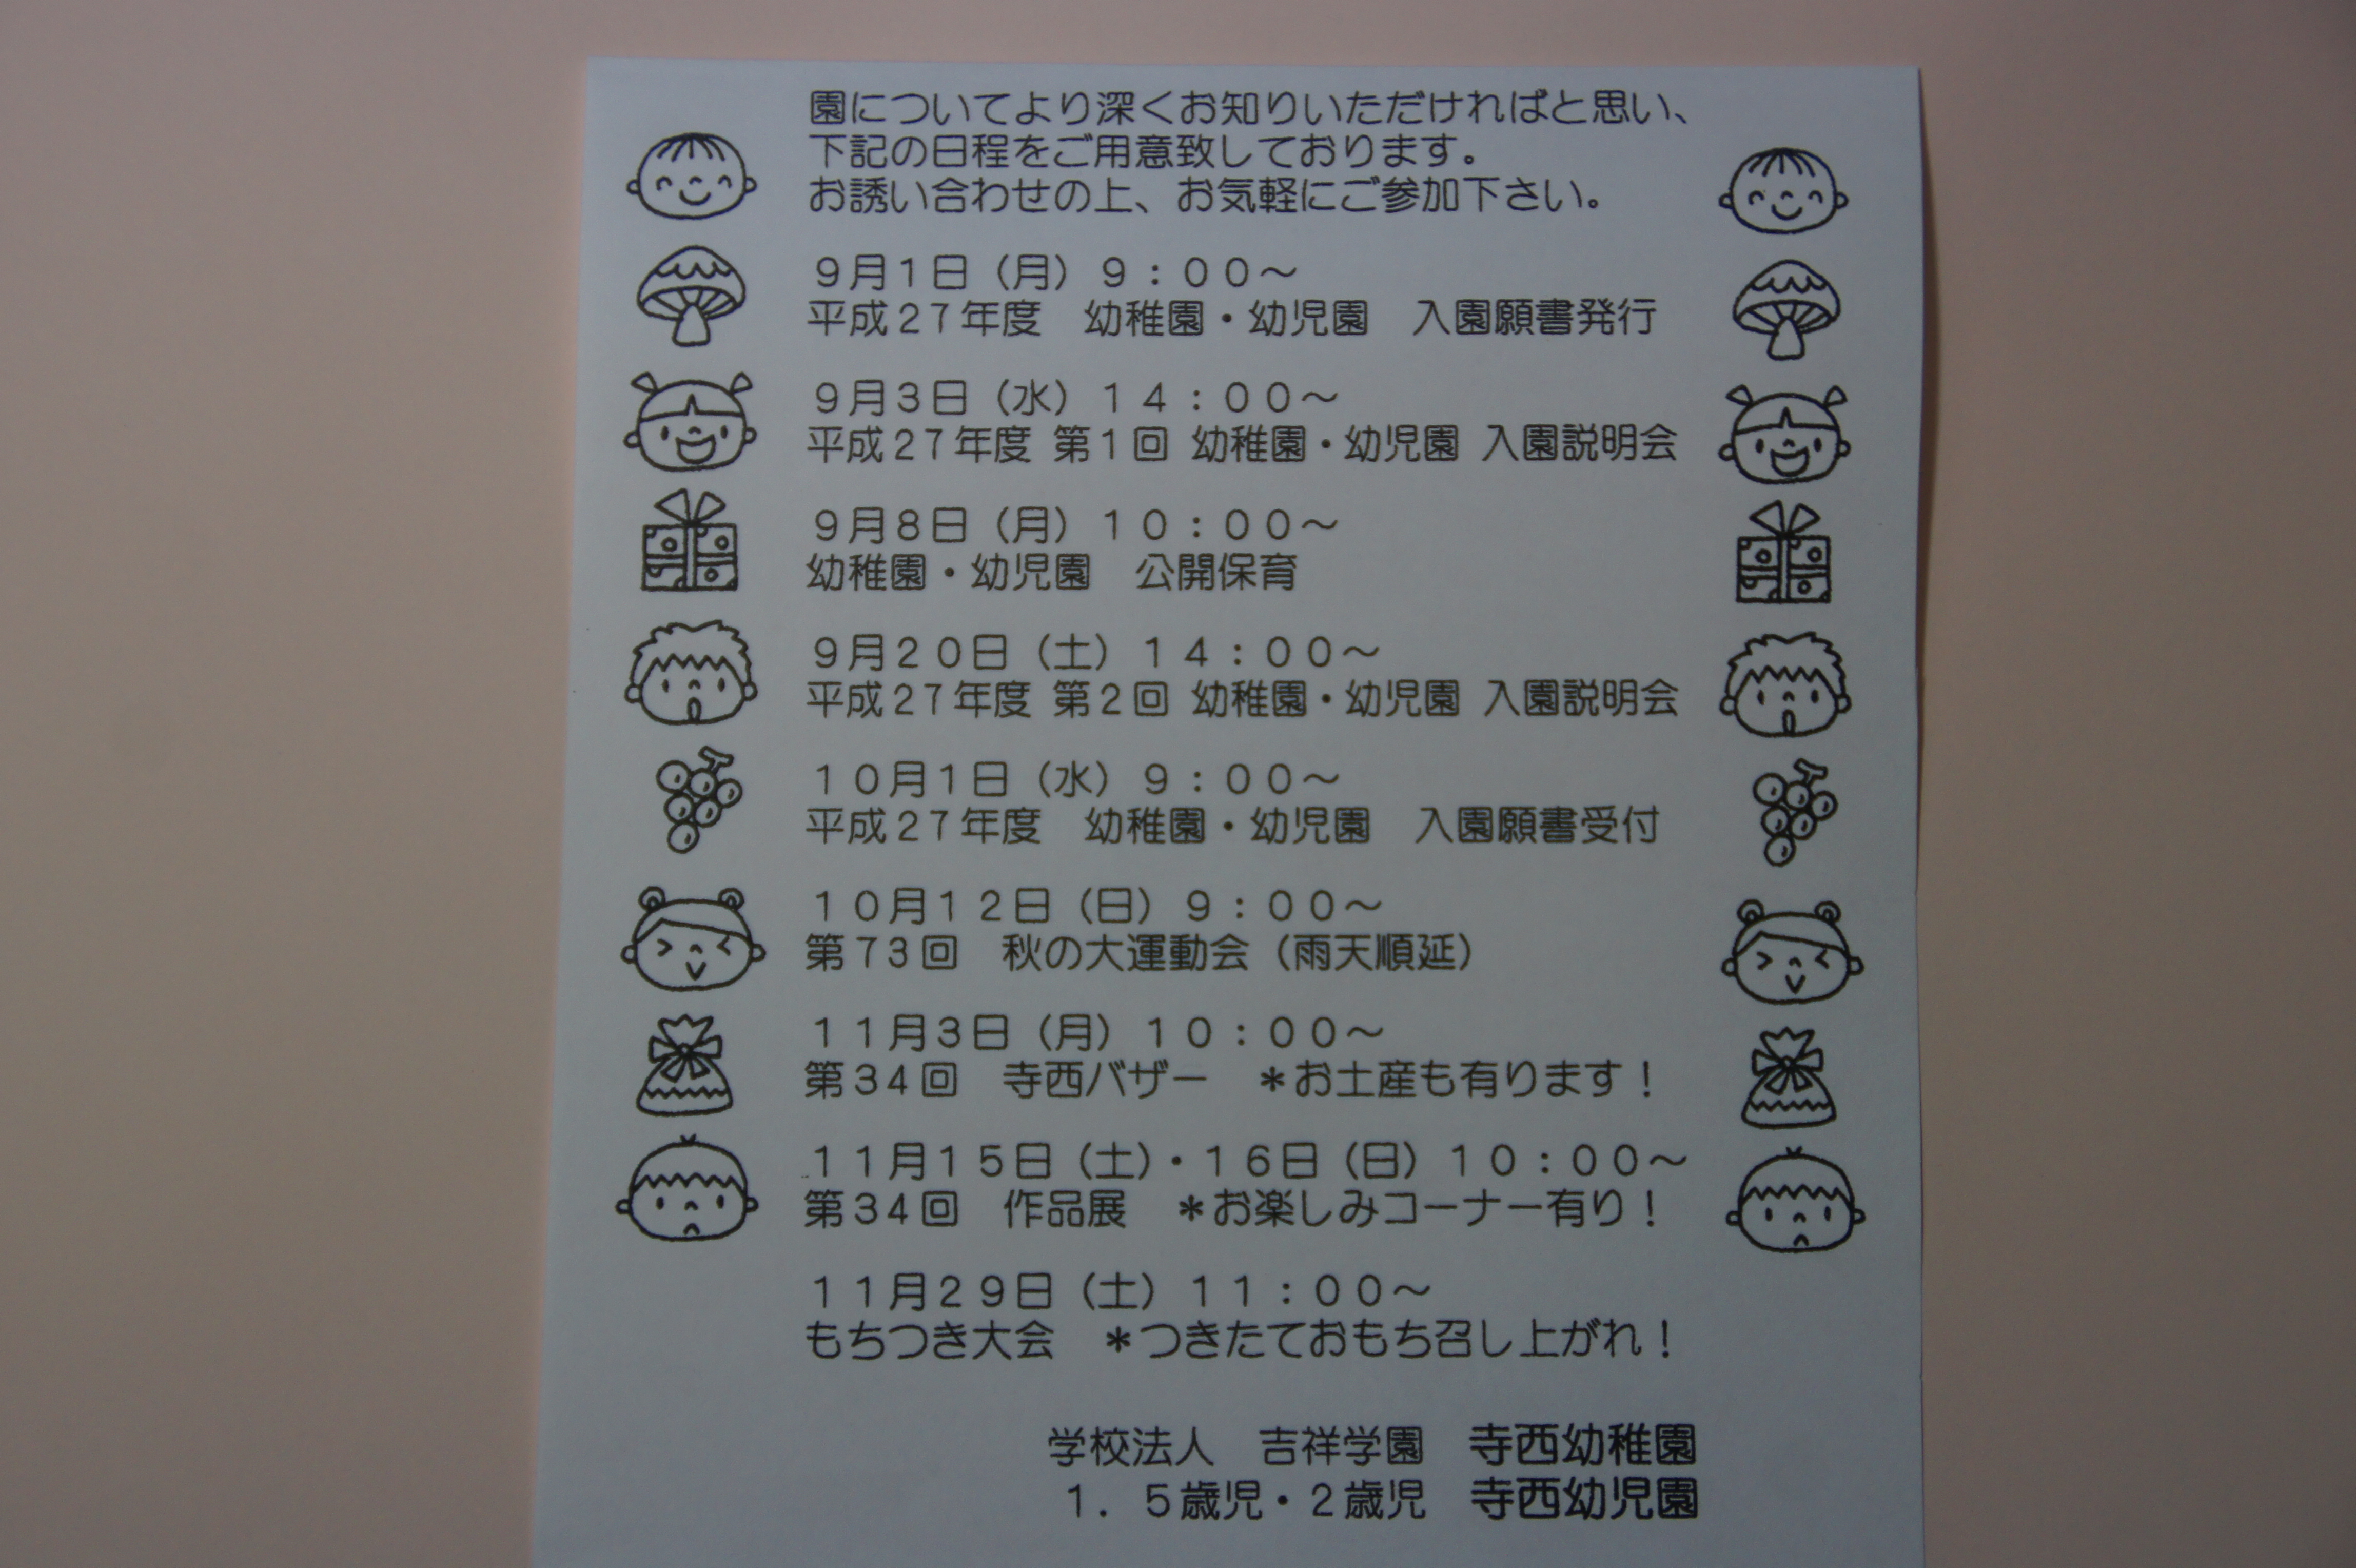 園についてより深くお知りいただければと思い、
下記の日程をご用意致しております。
お誘い合わせの上、お気軽にご参加下さい。
9月1日（月）9：00～
平成27年度　幼稚園・幼児園　入園願書発行
9月3日（水）14：00～
平成27年度 第1回 幼稚園・幼児園 入園説明会
9月8日（月）10：00～
幼稚園・幼児園　公開保育
9月20日（土）14：00～
平成27年度 第2回 幼稚園・幼児園 入園説明会
10月1日（水）9：00～
平成27年度　幼稚園・幼児園　入園願書受付
10月12日（日）9：00～
第73回　秋の大運動会（雨天順延）
11月3日（月）10：00～
第34回　寺西バザー　＊お土産も有ります！
11月15日（土）・16日（日）10：00～
第34回　作品展　＊お楽しみコーナー有り！
11月29日（土）11：00～
もちつき大会　＊つきたておもち召し上がれ！
学校法人　吉祥学園　寺西幼稚園
1．5歳児・2歳児　寺西幼児園